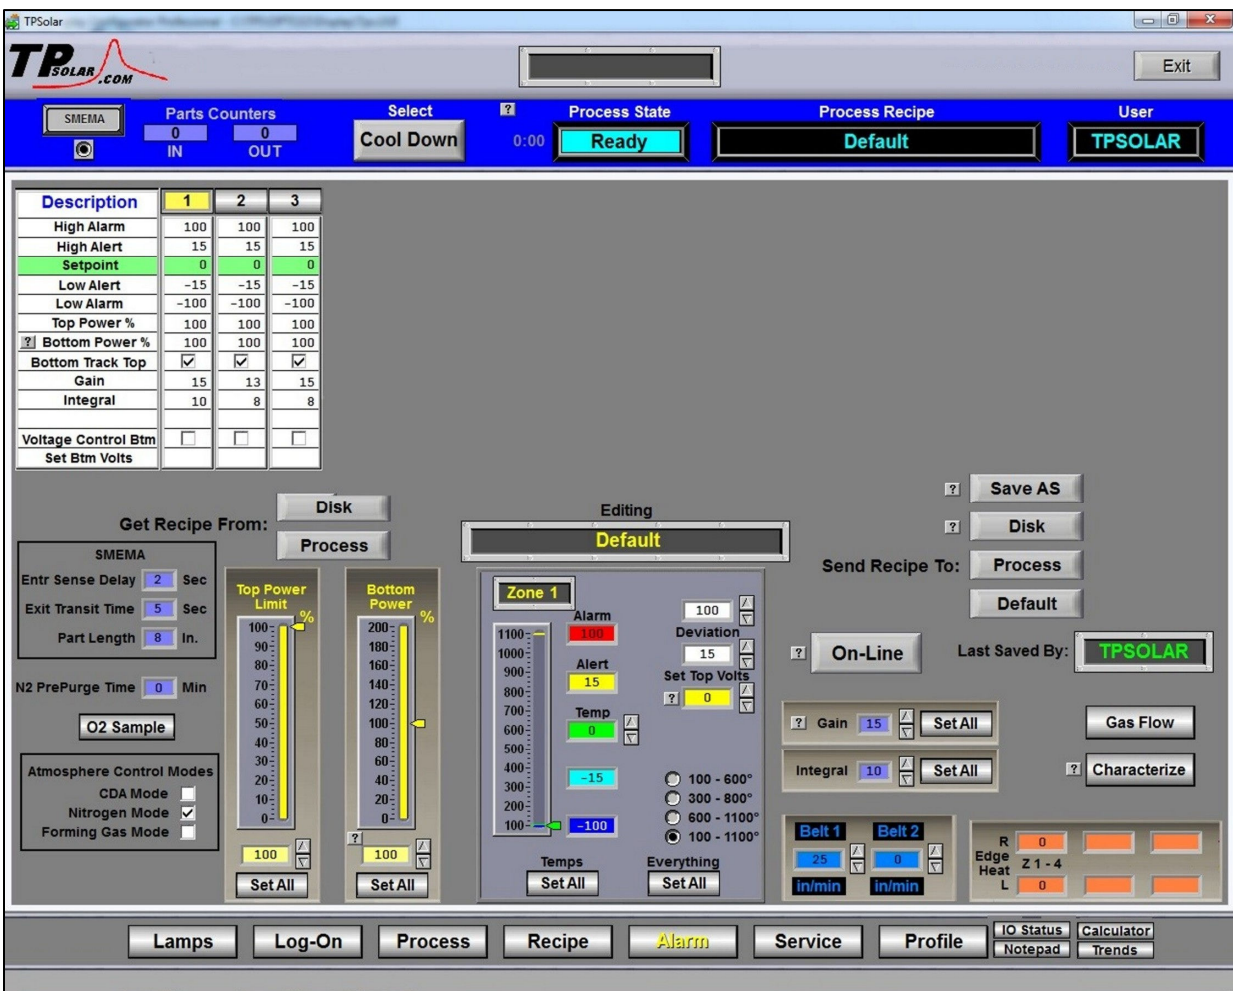 TPSolar
TP SOLAR .COM
Exit
SMEMA
Parts Counters
0 0
IN OUT
Select
Cool Down
?
0:00
Process State
Ready
Process Recipe
Default
User
TPSOLAR
Description 1 2 3
High Alarm 100 100 100
High Alert 15 15 15
Setpoint 0 0 0
Low Alert -15 -15 -15
Low Alarm -100 -100 -100
Top Power % 100 100 100
? Bottom Power % 100 100 100
Bottom Track Top
Gain 15 13 15
Integral 10 8 8
Voltage Control Btm
Set Btm Volts
Get Recipe From:
Disk
Process
SMEMA
Entr Sense Delay 2 Sec
Exit Transit Time 5 Sec
Part Length 8 In.
N2 PrePurge Time 0 Min
O2 Sample
Atmosphere Control Modes
CDA Mode
Nitrogen Mode
Forming Gas Mode
Top Power
Limit
%
100
90
80
70
60
50
40
30
20
10
0
100
Set All
Bottom
Power
%
200
180
160
140
120
100
80
60
40
20
0
?
100
Set All
Editing
Default
Zone 1
1100
1000
900
800
700
600
500
400
300
200
100
Alarm
100
Alert
15
Temp
0
-15
-100
100
Deviation
15
Set Top Volts
? 0
100 - 600°
300 - 800°
600 - 1100°
100 - 1100°
Temps
Set All
Everything
Set All
? Save AS
? Disk
Send Recipe To: Process
Default
? On-Line
Last Saved By: TPSOLAR
? Gain 15 Set All
Integral 10 Set All
Gas Flow
? Characterize
Belt 1 Belt 2
25 0
in/min in/min
R 0
Edge
Heat Z 1 - 4
L 0
Lamps Log-On Process Recipe Alarm Service Profile
IO Status Calculator
Notepad Trends